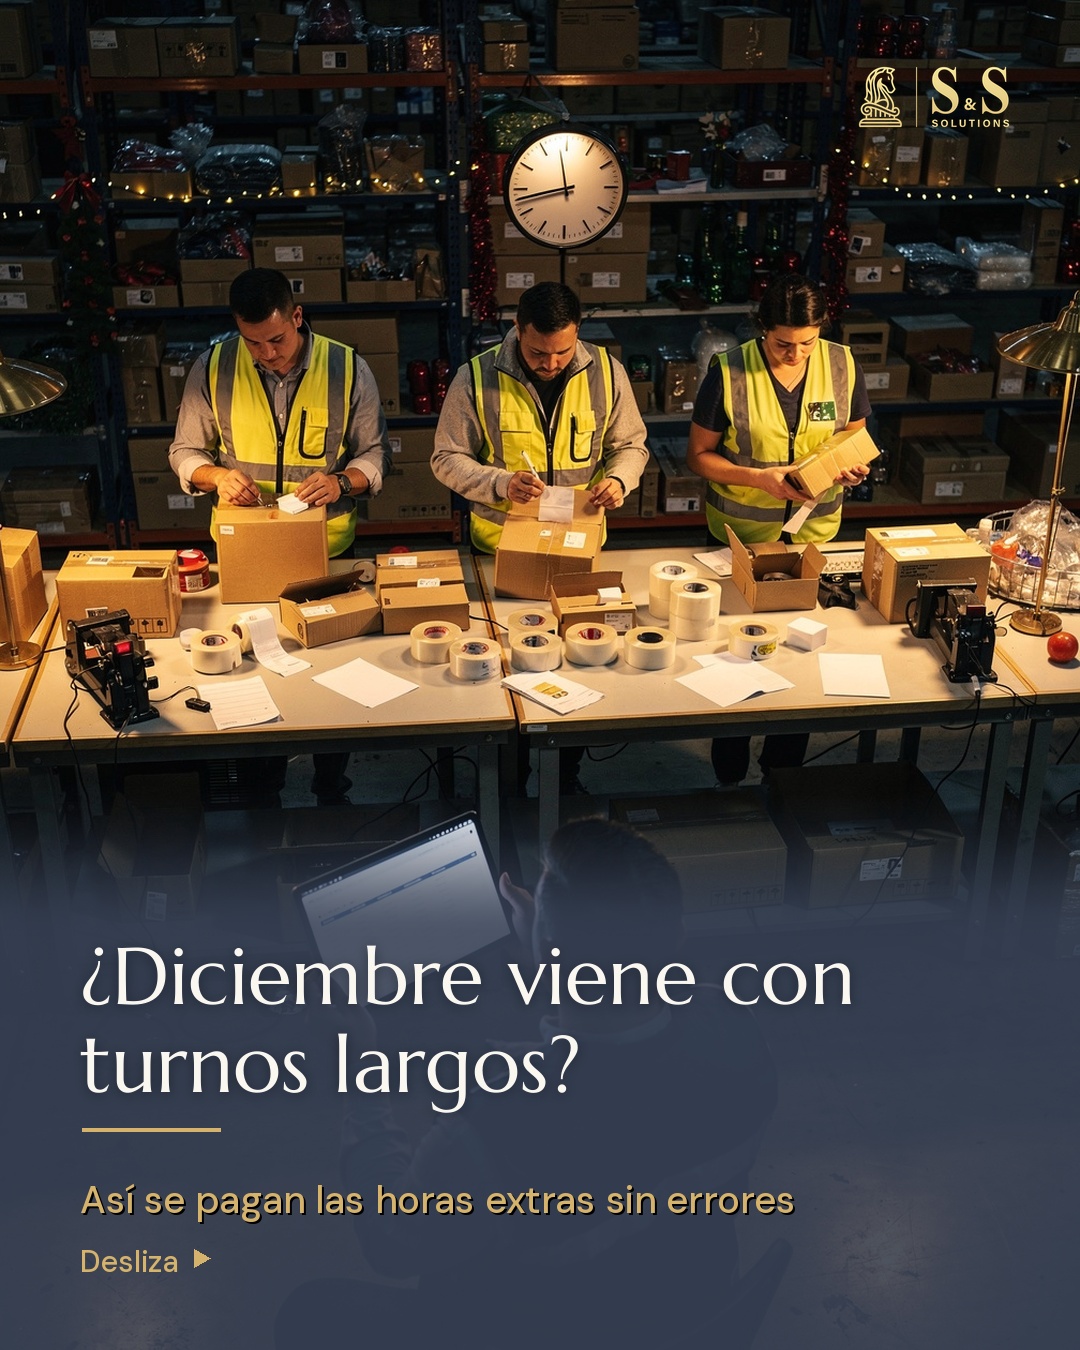 S&S
SOLUTIONS
¿Diciembre viene con
turnos largos?
Así se pagan las horas extras sin errores
Desliza